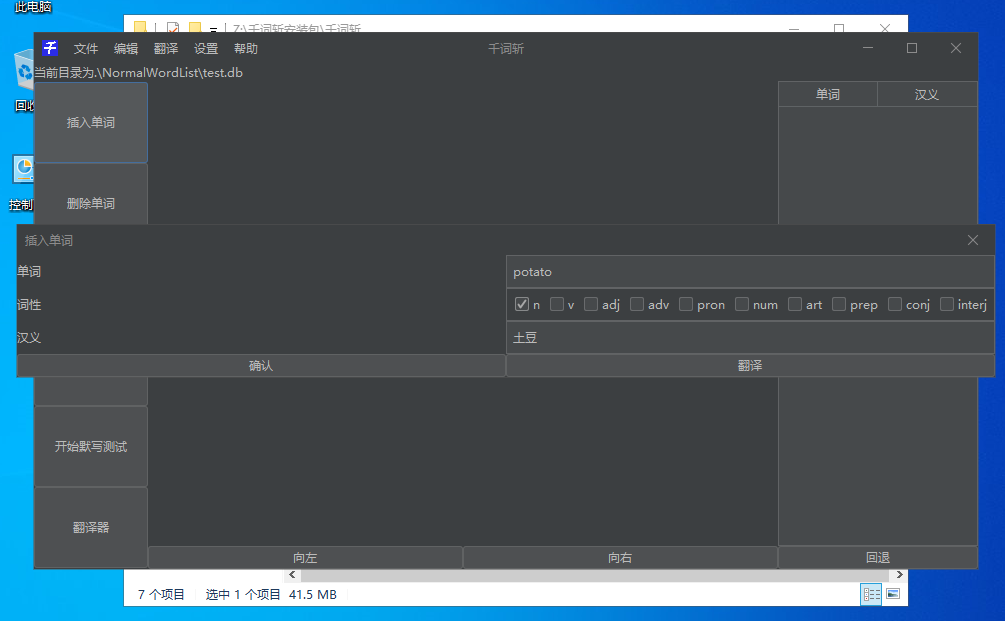 此电脑
Z:\千词斩安装包\千词斩
千 文件 编辑 翻译 设置 帮助 千词斩
当前目录为.\NormalWordList\test.db
回收
插入单词
单词 汉义
控制
删除单词
插入单词
单词 potato
词性 n v adj adv pron num art prep conj interj
汉义 土豆
确认 翻译
开始默写测试
翻译器
向左 向右 回退
7 个项目 选中 1 个项目 41.5 MB